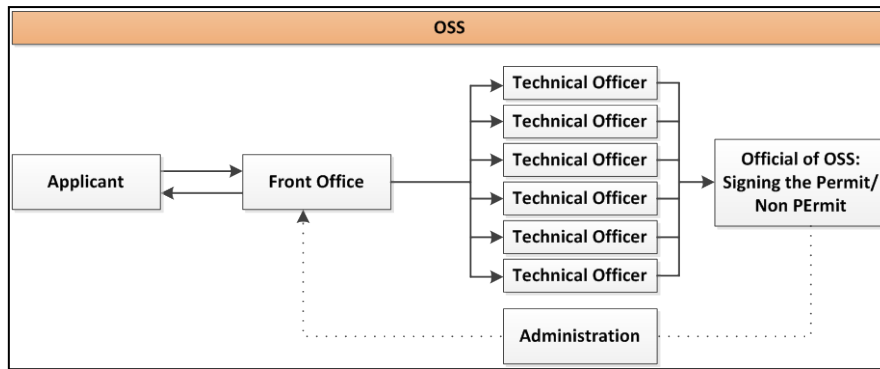 OSS
Applicant
Front Office
Technical Officer
Technical Officer
Technical Officer
Technical Officer
Technical Officer
Technical Officer
Official of OSS:
Signing the Permit/
Non PErmit
Administration